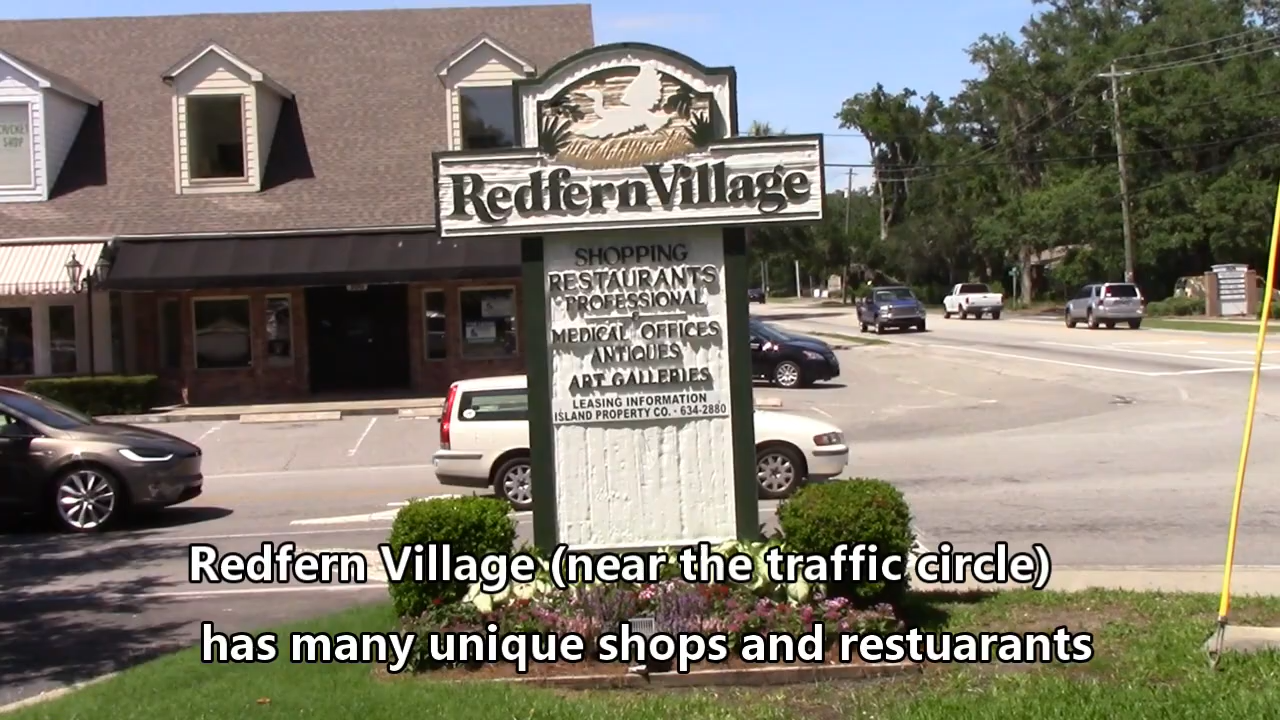 Redfern Village
SHOPPING
RESTAURANTS
PROFESSIONAL
MEDICAL OFFICES
ANTIQUES
ART GALLERIES
LEASING INFORMATION
ISLAND PROPERTY CO. - 634-2880
SHOP
Redfern Village (near the traffic circle)
has many unique shops and restuarants